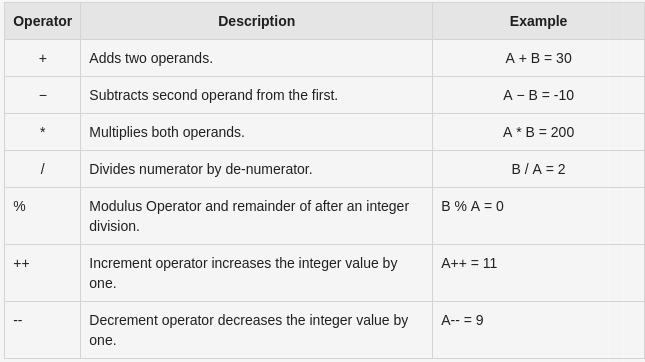 Operator Description Example
+ Adds two operands. A + B = 30
− Subtracts second operand from the first. A − B = -10
* Multiplies both operands. A * B = 200
/ Divides numerator by de-numerator. B / A = 2
% Modulus Operator and remainder of after an integer B % A = 0
division.
++ Increment operator increases the integer value by A++ = 11
one.
-- Decrement operator decreases the integer value by A-- = 9
one.